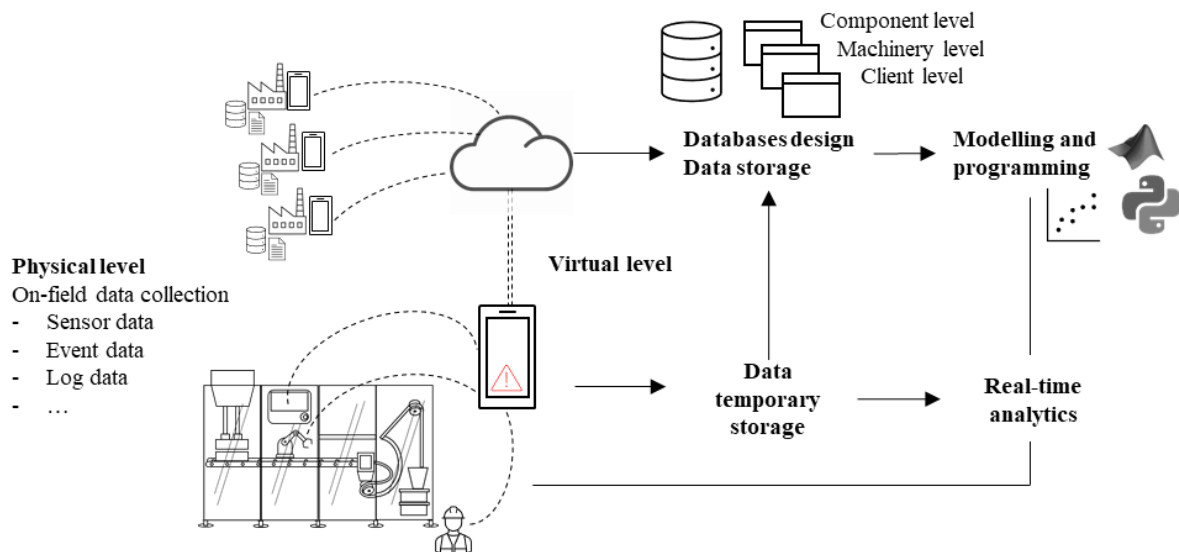 Component level
Machinery level
Client level
Databases design
Data storage
Modelling and
programming
Physical level
On-field data collection
- Sensor data
- Event data
- Log data
- …
Virtual level
Data
temporary
storage
Real-time
analytics